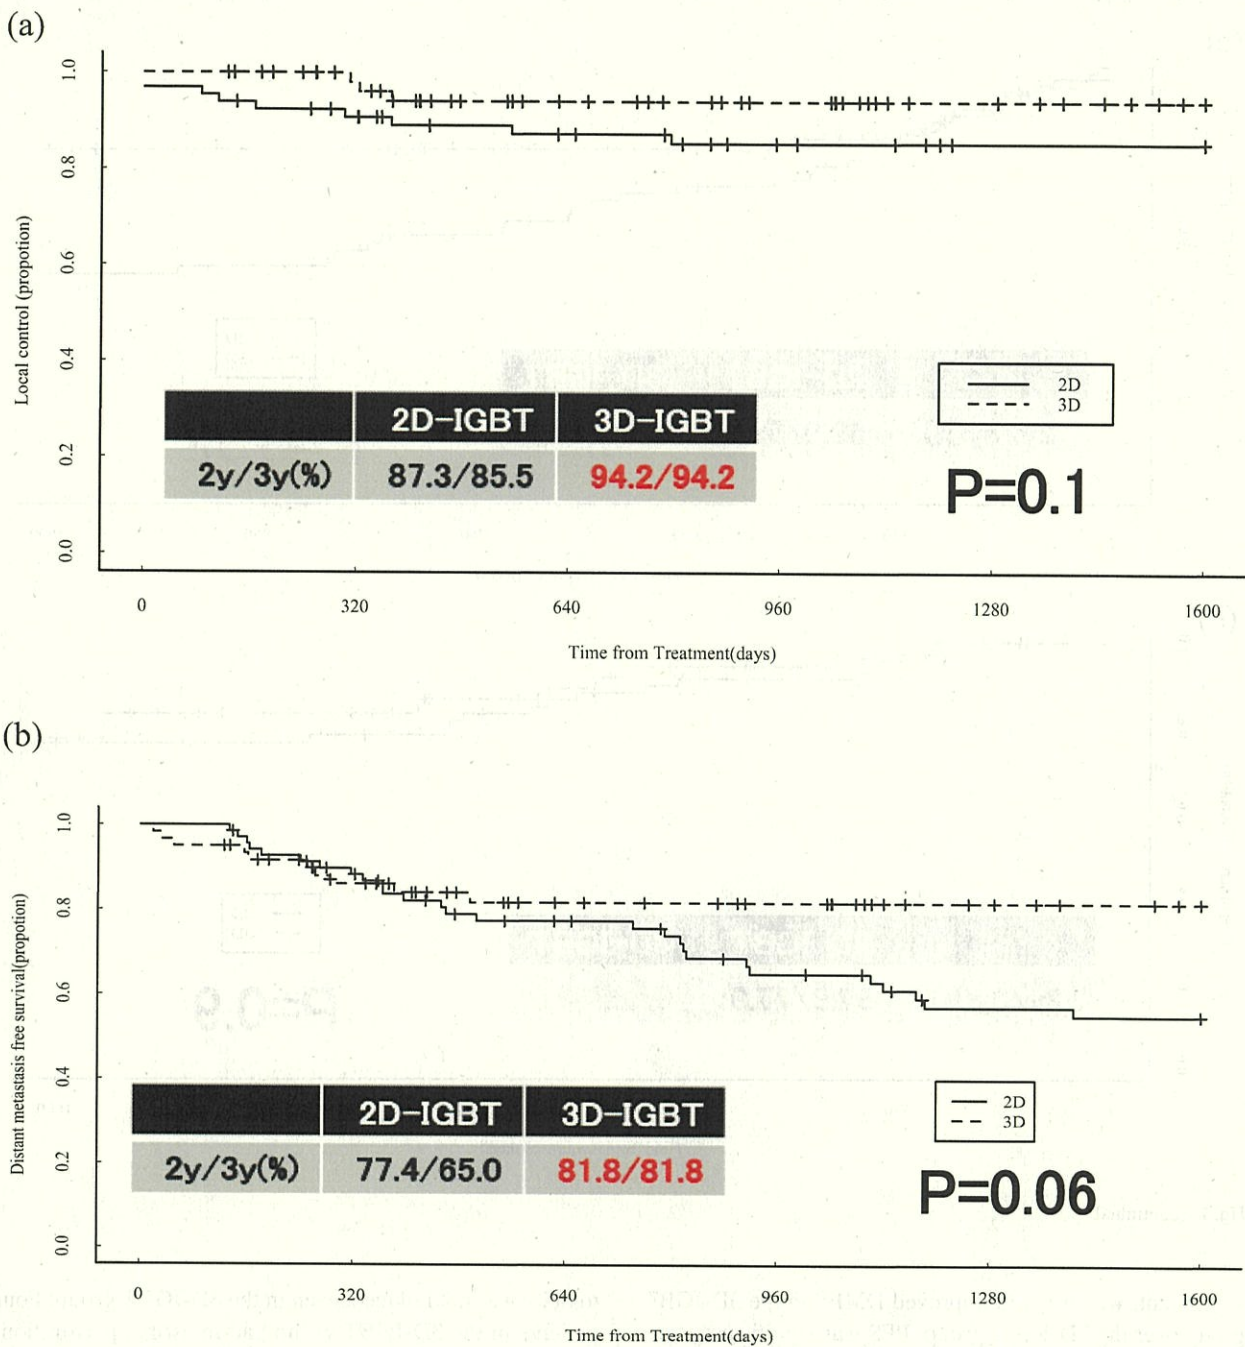 (a)
1.0
0.8
0.6
0.4
0.2
0.0
Local control (propotion)
2D-IGBT 3D-IGBT
2y/3y(%) 87.3/85.5 94.2/94.2
2D
3D
P=0.1
0 320 640 960 1280 1600
Time from Treatment(days)
(b)
1.0
0.8
0.6
0.4
0.2
0.0
Distant metastasis free survival(propotion)
2D-IGBT 3D-IGBT
2y/3y(%) 77.4/65.0 81.8/81.8
2D
3D
P=0.06
0 320 640 960 1280 1600
Time from Treatment(days)